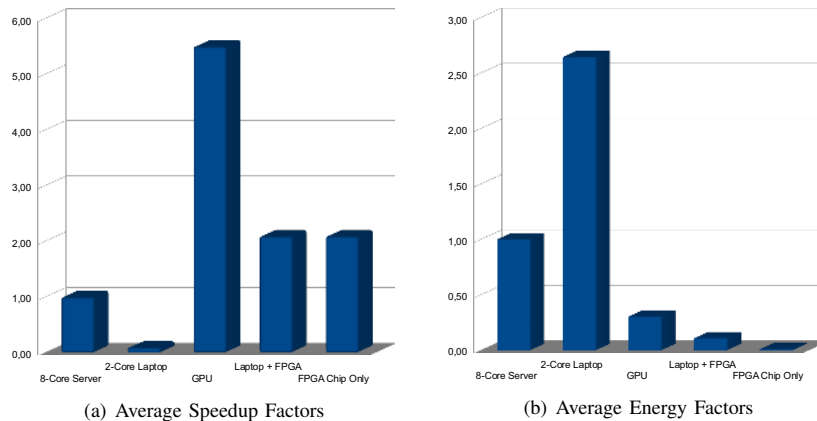 6,00
5,00
4,00
3,00
2,00
1,00
0,00
8-Core Server
2-Core Laptop
GPU
Laptop + FPGA
FPGA Chip Only
(a) Average Speedup Factors
3,00
2,50
2,00
1,50
1,00
0,50
0,00
8-Core Server
2-Core Laptop
GPU
Laptop + FPGA
FPGA Chip Only
(b) Average Energy Factors